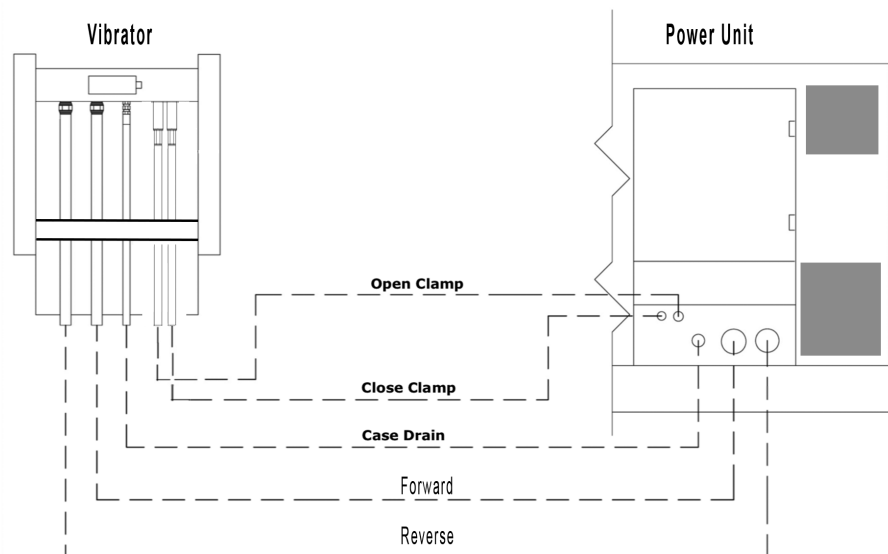 Vibrator
Power Unit
Open Clamp
Close Clamp
Case Drain
Forward
Reverse